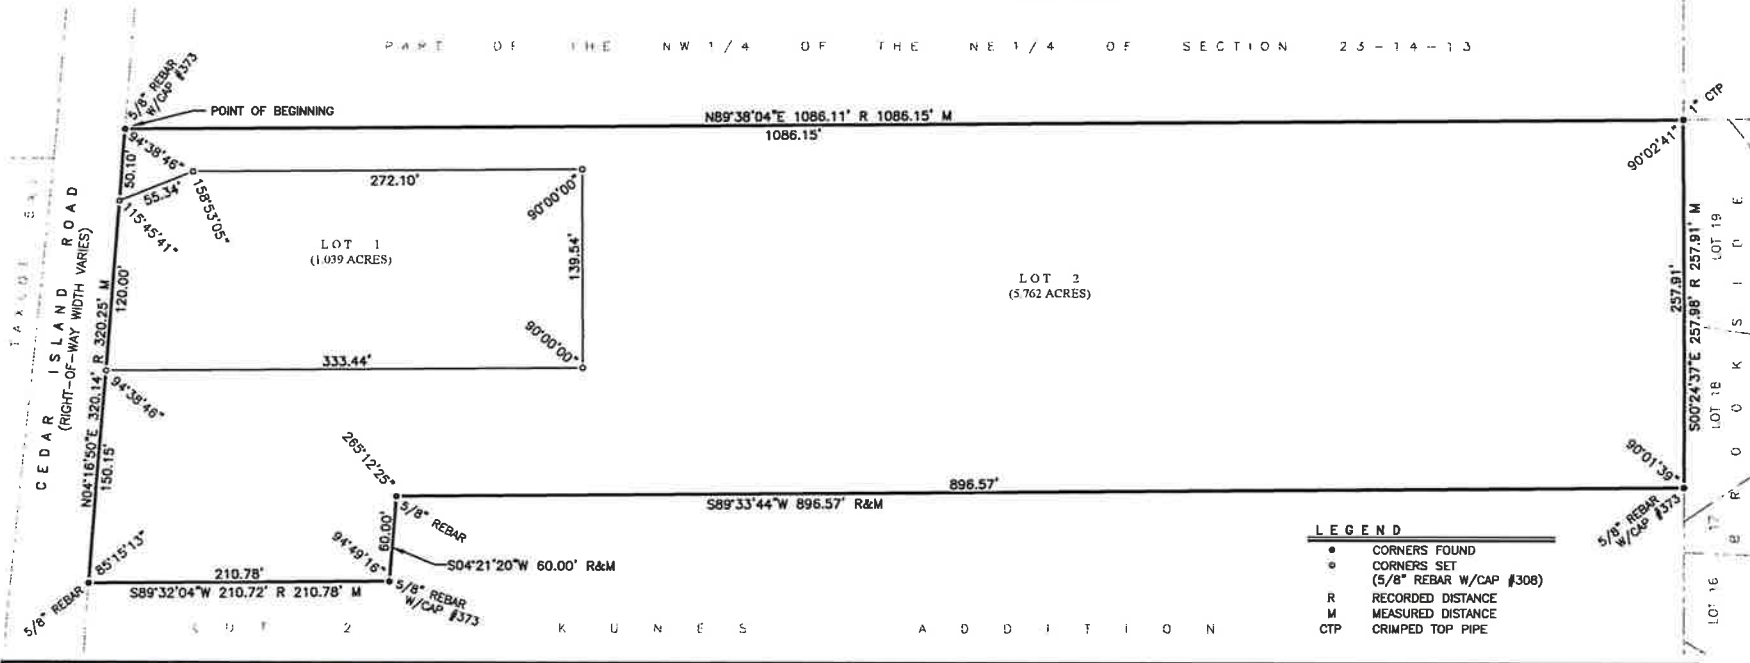 PART OF THE NW 1/4 OF THE NE 1/4 OF SECTION 23-14-13
5/8" REBAR
W/CAP #373
POINT OF BEGINNING
N89°38'04"E 1086.11' R 1086.15' M
1086.15'
1" CTP
94°38'46"
90°02'41"
50.10'
55.34'
158°53'05"
115°45'41"
272.10'
90°00'00"
139.54'
LOT 1
(1.039 ACRES)
LOT 2
(5.762 ACRES)
120.00'
333.44'
90°00'00"
94°38'46"
CEDAR ISLAND ROAD
(RIGHT-OF-WAY WIDTH VARIES)
TAXLOT
N04°16'50"E 320.14' R 320.25' M
150.15'
257.91'
S00°24'37"E 257.98' R 257.91' M
LOT 19
LOT 18
17
LOT 16
BROOKSIDE
265°12'25"
5/8" REBAR
896.57'
S89°33'44"W 896.57' R&M
90°01'39"
5/8" REBAR
W/CAP #373
60.00'
94°49'16"
S04°21'20"W 60.00' R&M
85°15'13"
210.78'
S89°32'04"W 210.72' R 210.78' M
5/8" REBAR
5/8" REBAR
W/CAP #373
LOT 2 KUNES ADDITION
LEGEND
CORNERS FOUND
CORNERS SET
(5/8" REBAR W/CAP #308)
R RECORDED DISTANCE
M MEASURED DISTANCE
CTP CRIMPED TOP PIPE